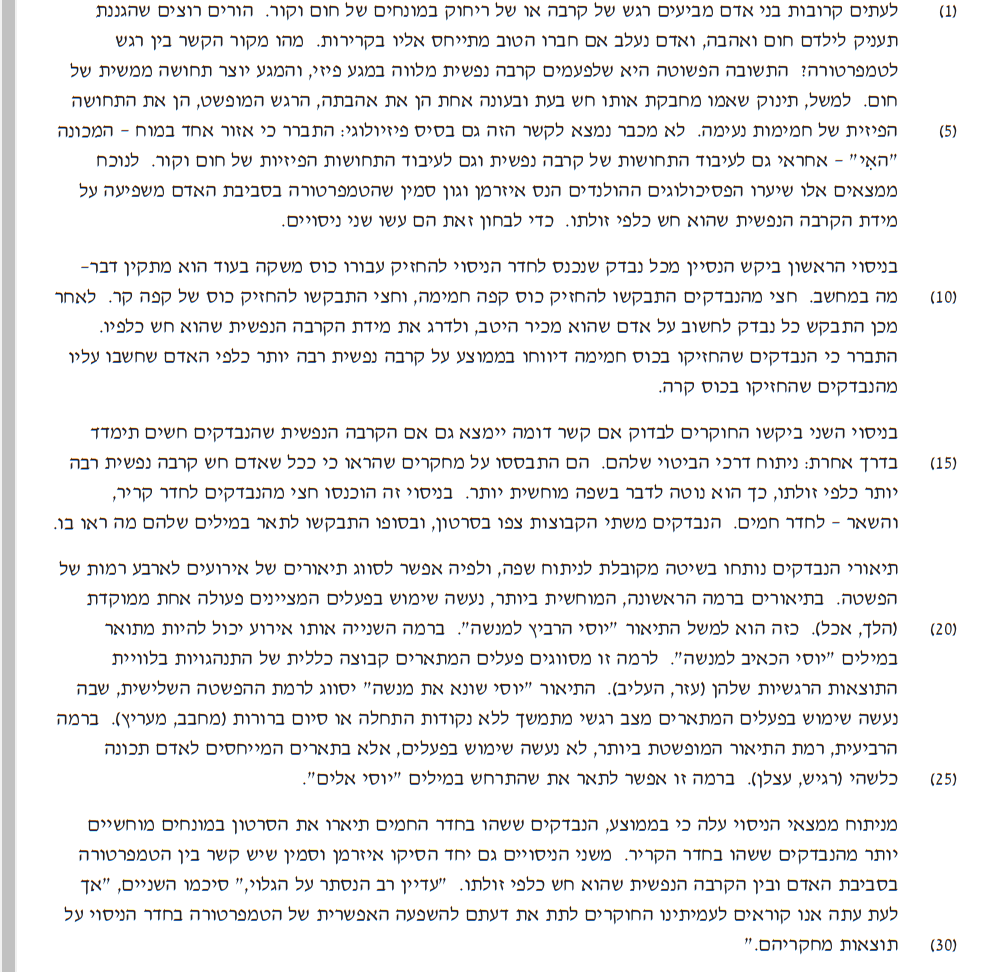 (1) לעתים קרובות בני אדם מביעים רגש של קרבה או של ריחוק במונחים של חום וקור. הורים רוצים שהגננת
תעניק לילדם חום ואהבה, ואדם נעלב אם חברו הטוב מתייחס אליו בקרירות. מהו מקור הקשר בין רגש
לטמפרטורה? התשובה הפשוטה היא שלפעמים קרבה נפשית מלווה במגע פיזי, והמגע יוצר תחושה ממשית של
חום. למשל, תינוק שאמו מחבקת אותו חש בעת ובעונה אחת הן את אהבתה, הרגש המופשט, הן את התחושה
(5) הפיזית של חמימות נעימה. לא מכבר נמצא לקשר הזה גם בסיס פיזיולוגי: התברר כי אזור אחד במוח – המכונה
"האִי" – אחראי גם לעיבוד התחושות של קרבה נפשית וגם לעיבוד התחושות הפיזיות של חום וקור. לנוכח
ממצאים אלו שיערו הפסיכולוגים ההולנדים הנס איזרמן וגון סמין שהטמפרטורה בסביבת האדם משפיעה על
מידת הקרבה הנפשית שהוא חש כלפי זולתו. כדי לבחון זאת הם עשו שני ניסויים.
בניסוי הראשון ביקש הנסיין מכל נבדק שנכנס לחדר הניסוי להחזיק עבורו כוס משקה בעוד הוא מתקין דבר-
(10) מה במחשב. חצי מהנבדקים התבקשו להחזיק כוס קפה חמימה, וחצי התבקשו להחזיק כוס של קפה קר. לאחר
מכן התבקש כל נבדק לחשוב על אדם שהוא מכיר היטב, ולדרג את מידת הקרבה הנפשית שהוא חש כלפיו.
התברר כי הנבדקים שהחזיקו בכוס חמימה דיווחו בממוצע על קרבה נפשית רבה יותר כלפי האדם שחשבו עליו
מהנבדקים שהחזיקו בכוס קרה.
בניסוי השני ביקשו החוקרים לבדוק אם קשר דומה יימצא גם אם הקרבה הנפשית שהנבדקים חשים תימדד
(15) בדרך אחרת: ניתוח דרכי הביטוי שלהם. הם התבססו על מחקרים שהראו כי ככל שאדם חש קרבה נפשית רבה
יותר כלפי זולתו, כך הוא נוטה לדבר בשפה מוחשית יותר. בניסוי זה הוכנסו חצי מהנבדקים לחדר קריר,
והשאר – לחדר חמים. הנבדקים משתי הקבוצות צפו בסרטון, ובסופו התבקשו לתאר במילים שלהם מה ראו בו.
תיאורי הנבדקים נותחו בשיטה מקובלת לניתוח שפה, ולפיה אפשר לסווג תיאורים של אירועים לארבע רמות של
הפשטה. בתיאורים ברמה הראשונה, המוחשית ביותר, נעשה שימוש בפעלים המציינים פעולה אחת ממוקדת
(20) (הלך, אכל). כזה הוא למשל התיאור "יוסי הרביץ למנשה". ברמה השנייה אותו אירוע יכול להיות מתואר
במילים "יוסי הכאיב למנשה". לרמה זו מסווגים פעלים המתארים קבוצה כללית של התנהגויות בלוויית
התוצאות הרגשיות שלהן (עזר, העליב). התיאור "יוסי שונא את מנשה" יסווג לרמת ההפשטה השלישית, שבה
נעשה שימוש בפעלים המתארים מצב רגשי מתמשך ללא נקודות התחלה או סיום ברורות (מחבב, מעריץ). ברמה
הרביעית, רמת התיאור המופשטת ביותר, לא נעשה שימוש בפעלים, אלא בתארים המייחסים לאדם תכונה
(25) כלשהי (רגיש, עצלן). ברמה זו אפשר לתאר את שהתרחש במילים "יוסי אלים".
מניתוח ממצאי הניסוי עלה כי בממוצע, הנבדקים ששהו בחדר החמים תיארו את הסרטון במונחים מוחשיים
יותר מהנבדקים ששהו בחדר הקריר. משני הניסויים גם יחד הסיקו איזרמן וסמין שיש קשר בין הטמפרטורה
בסביבת האדם ובין הקרבה הנפשית שהוא חש כלפי זולתו. "עדיין רב הנסתר על הגלוי," סיכמו השניים, "אך
לעת עתה אנו קוראים לעמיתינו החוקרים לתת את דעתם להשפעה האפשרית של הטמפרטורה בחדר הניסוי על
(30) תוצאות מחקריהם."